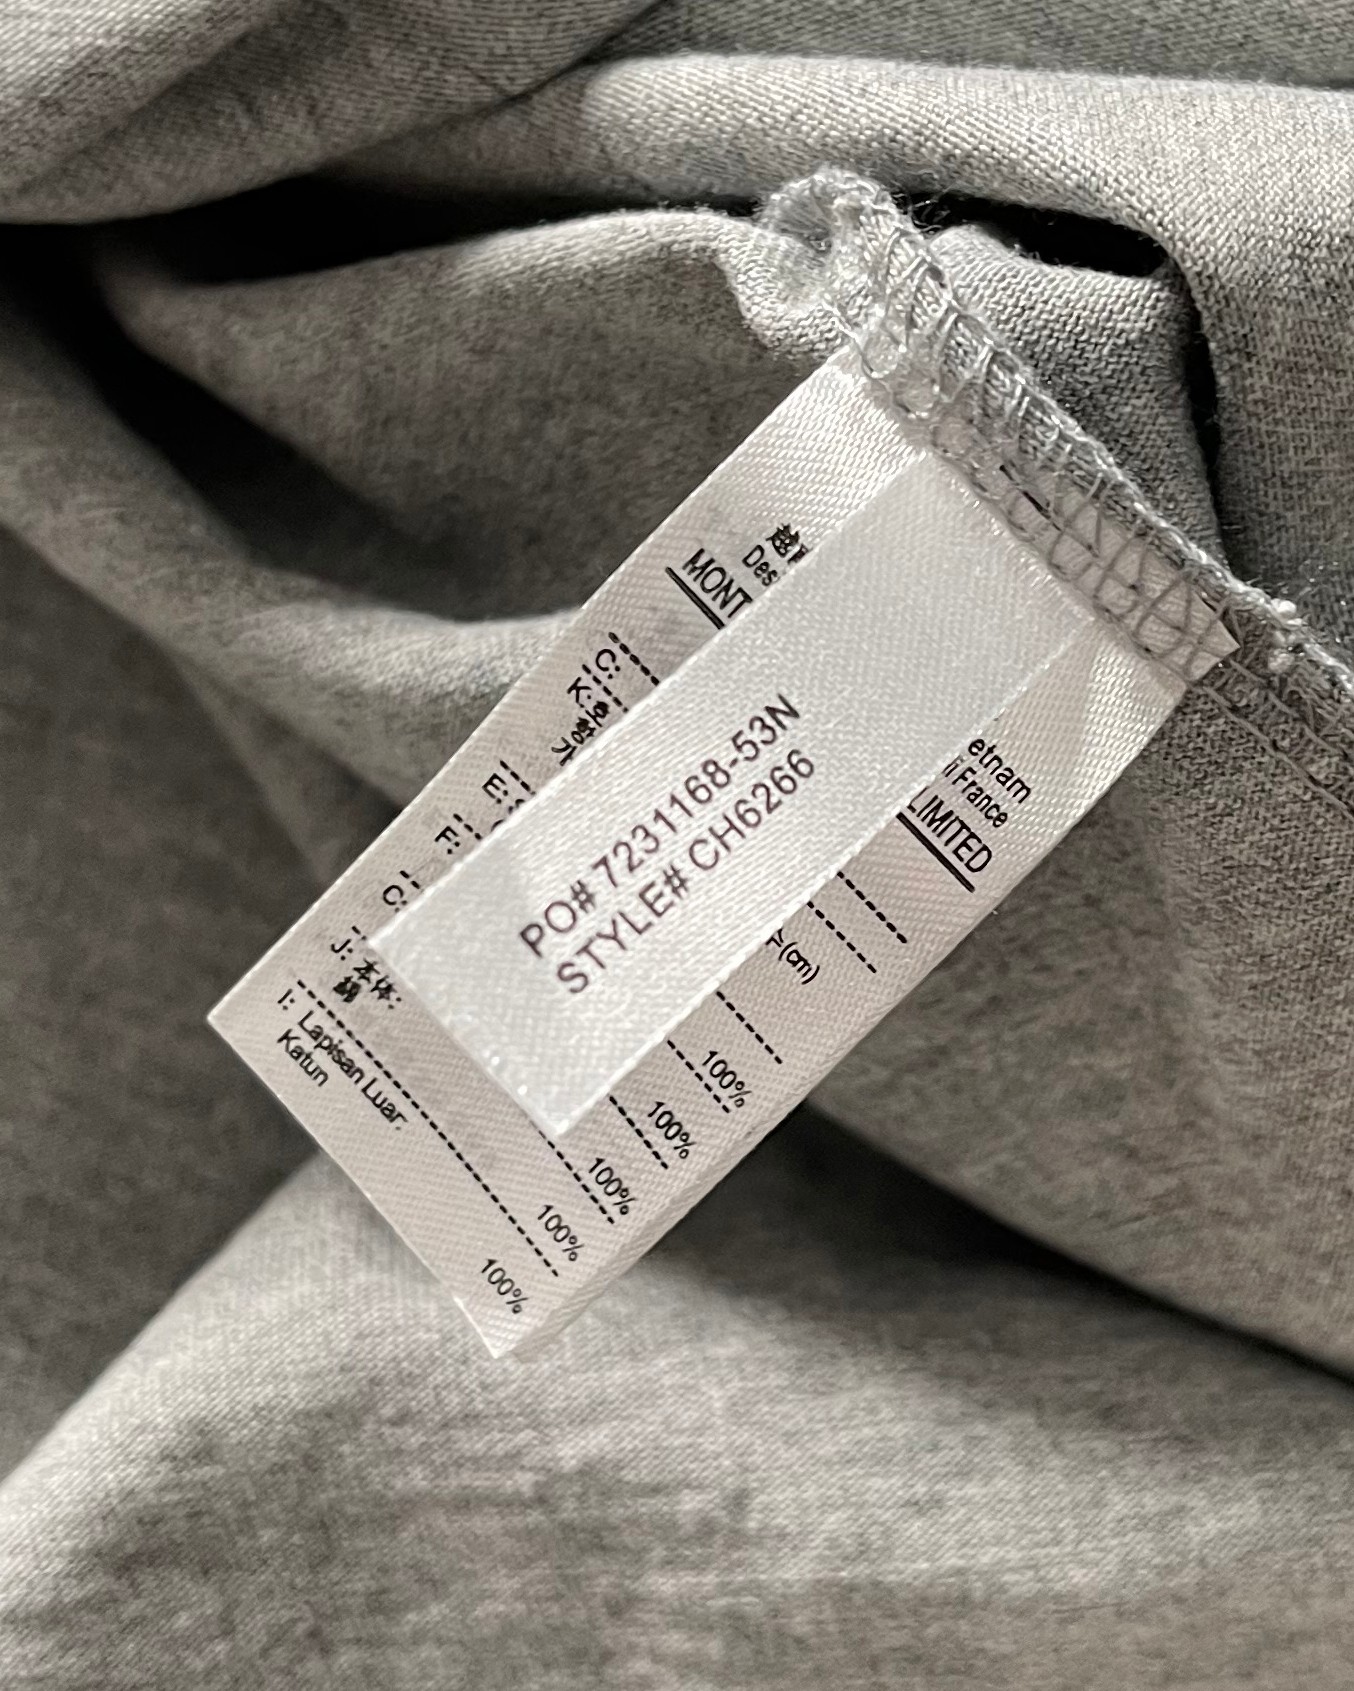 PO# 7231168-53N
STYLE# CH6266
etnam
Des
France
MONT
LIMITED
C:
K:
(cm)
E:
100%
F:
100%
C:
100%
J: 本体:
綿
100%
I: Lapisan Luar:
Katun
100%